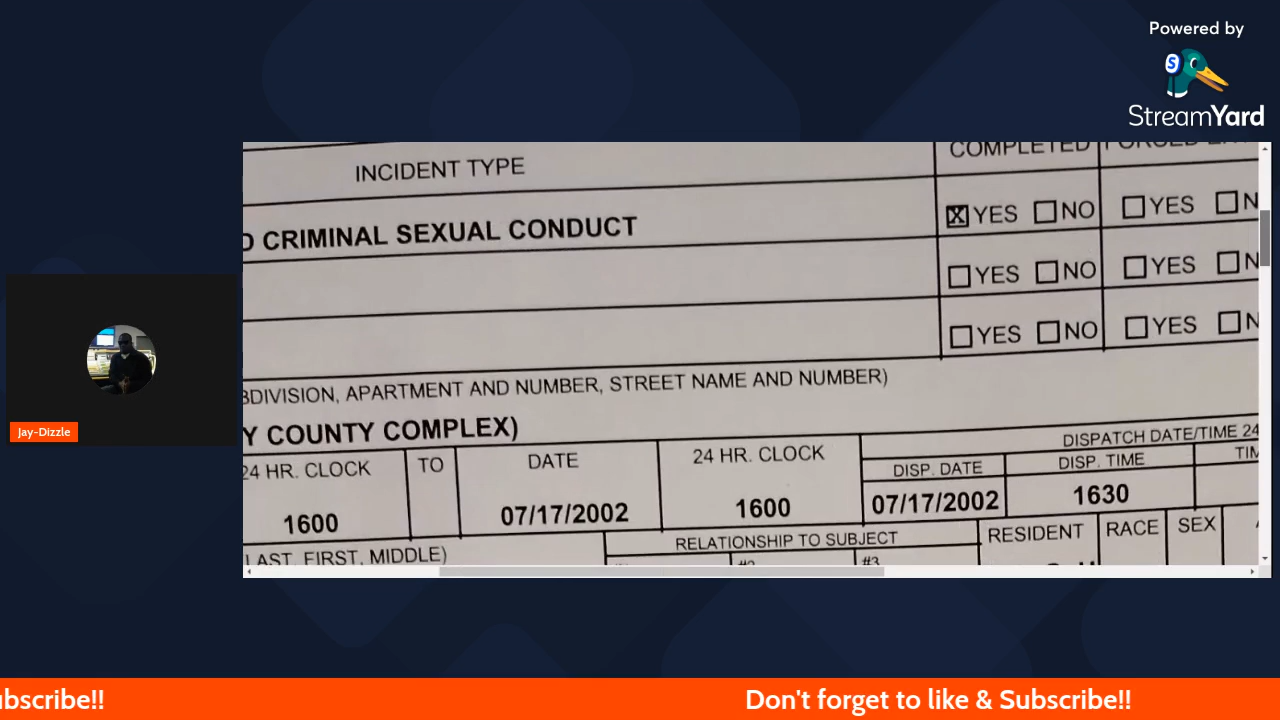 Powered by
StreamYard
INCIDENT TYPE
COMPLETED
CRIMINAL SEXUAL CONDUCT
YES NO YES
YES NO YES
YES NO YES
APARTMENT AND NUMBER, STREET NAME AND NUMBER)
COUNTY COMPLEX)
DISPATCH DATE/TIME 24
24 HR. CLOCK TO DATE 24 HR. CLOCK DISP. DATE DISP. TIME
1600 07/17/2002 1600 07/17/2002 1630
LAST, FIRST, MIDDLE) RELATIONSHIP TO SUBJECT RESIDENT RACE SEX
#3
Jay-Dizzle
Don't forget to like & Subscribe!!